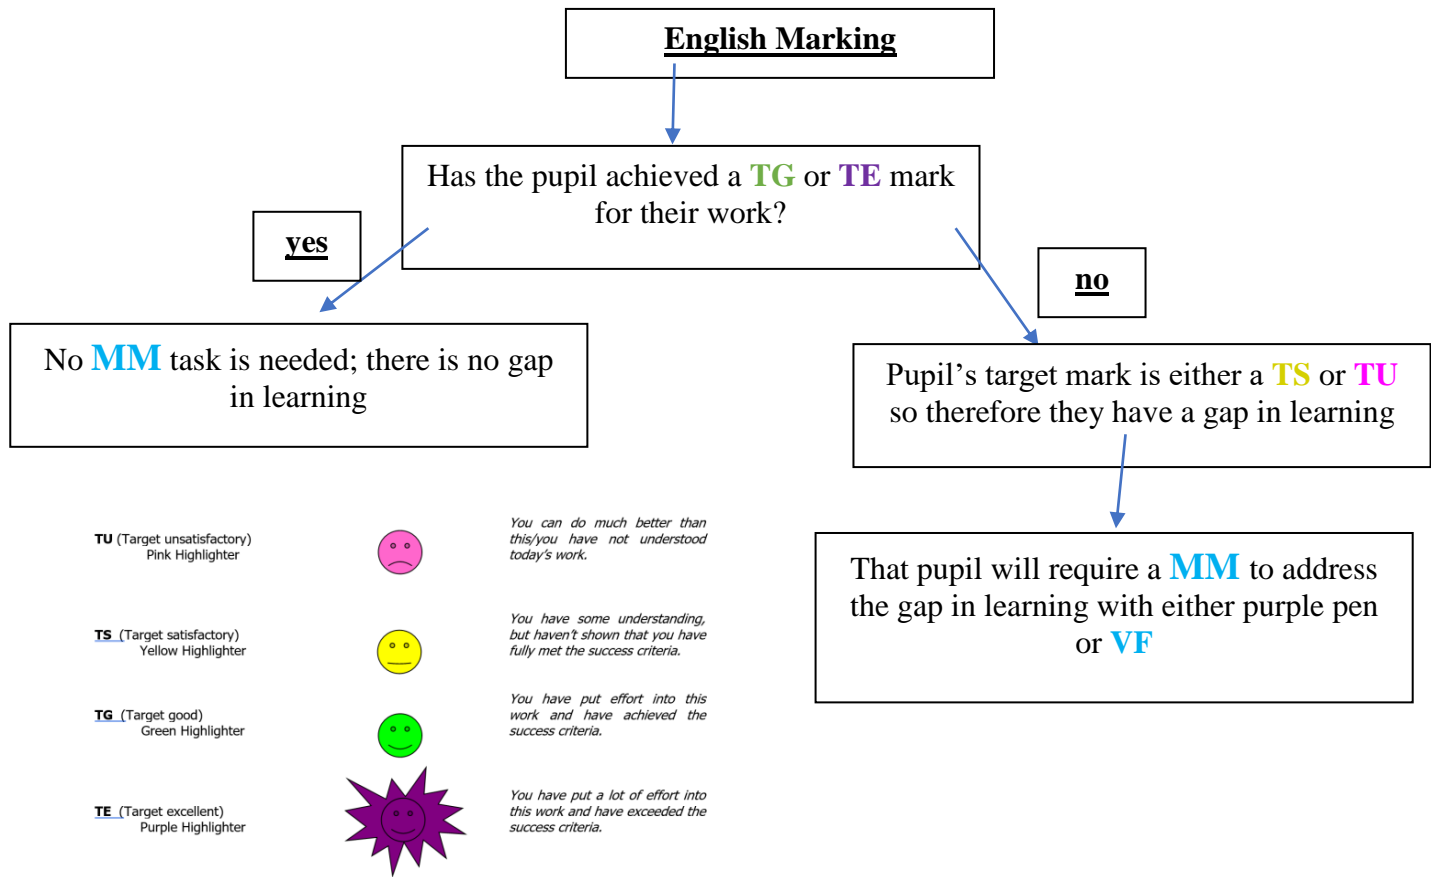 English Marking
Has the pupil achieved a TG or TE mark
for their work?
yes
no
No MM task is needed; there is no gap
in learning
Pupil's target mark is either a TS or TU
so therefore they have a gap in learning
That pupil will require a MM to address
the gap in learning with either purple pen
or VF
TU (Target unsatisfactory)
Pink Highlighter
You can do much better than
this/you have not understood
today's work.
TS (Target satisfactory)
Yellow Highlighter
You have some understanding,
but haven't shown that you have
fully met the success criteria.
TG (Target good)
Green Highlighter
You have put effort into this
work and have achieved the
success criteria.
TE (Target excellent)
Purple Highlighter
You have put a lot of effort into
this work and have exceeded the
success criteria.